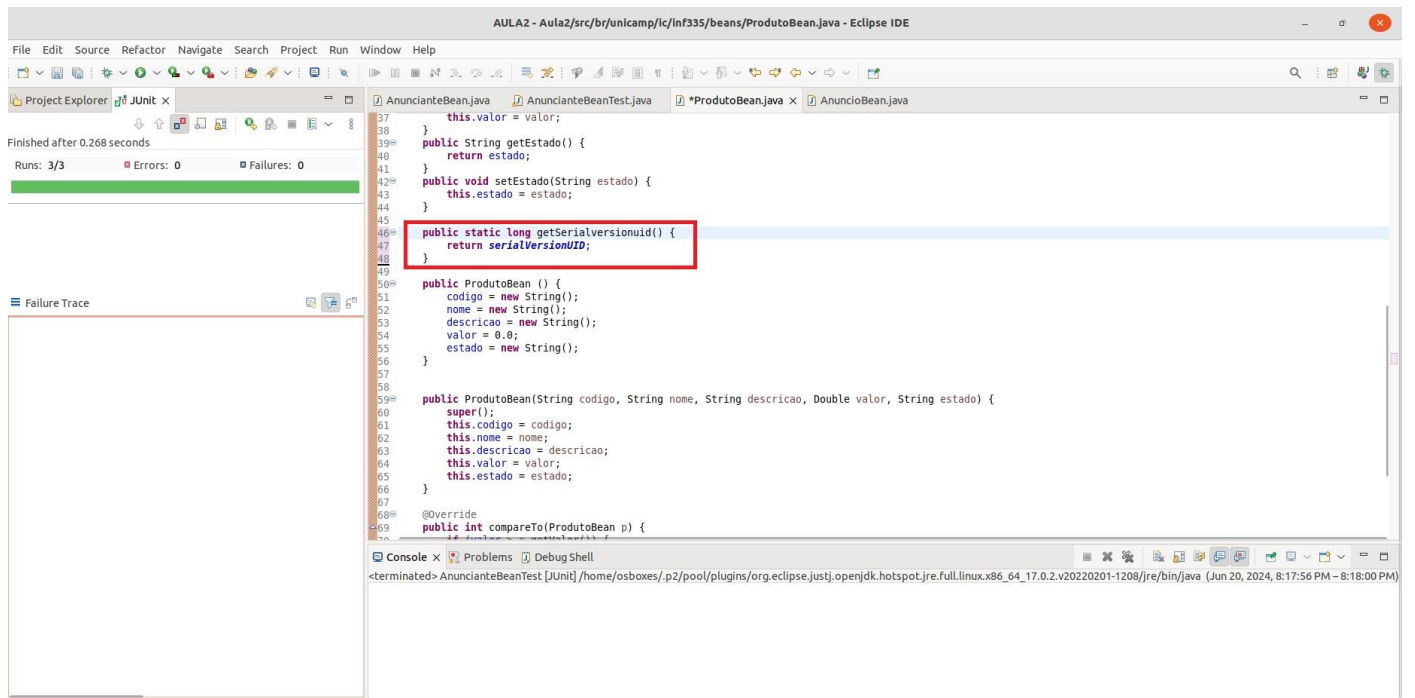 AULA2 - Aula2/src/br/unicamp/ic/inf335/beans/ProdutoBean.java - Eclipse IDE
File Edit Source Refactor Navigate Search Project Run Window Help
Project Explorer JUnit
Finished after 0.268 seconds
Runs: 3/3 Errors: 0 Failures: 0
Failure Trace
AnuncianteBean.java AnuncianteBeanTest.java *ProdutoBean.java AnuncioBean.java
37 this.valor = valor;
38 }
39 public String getEstado() {
40 return estado;
41 }
42 public void setEstado(String estado) {
43 this.estado = estado;
44 }
45
46 public static long getSerialversionuid() {
47 return serialVersionUID;
48 }
49
50 public ProdutoBean () {
51 codigo = new String();
52 nome = new String();
53 descricao = new String();
54 valor = 0.0;
55 estado = new String();
56 }
57
58
59 public ProdutoBean(String codigo, String nome, String descricao, Double valor, String estado) {
60 super();
61 this.codigo = codigo;
62 this.nome = nome;
63 this.descricao = descricao;
64 this.valor = valor;
65 this.estado = estado;
66 }
67
68 @Override
69 public int compareTo(ProdutoBean p) {
70 if (valor > p.getValor()) {
Console Problems Debug Shell
<terminated> AnuncianteBeanTest [JUnit] /home/osboxes/.p2/pool/plugins/org.eclipse.justj.openjdk.hotspot.jre.full.linux.x86_64_17.0.2.v20220201-1208/jre/bin/java (Jun 20, 2024, 8:17:56 PM – 8:18:00 PM)